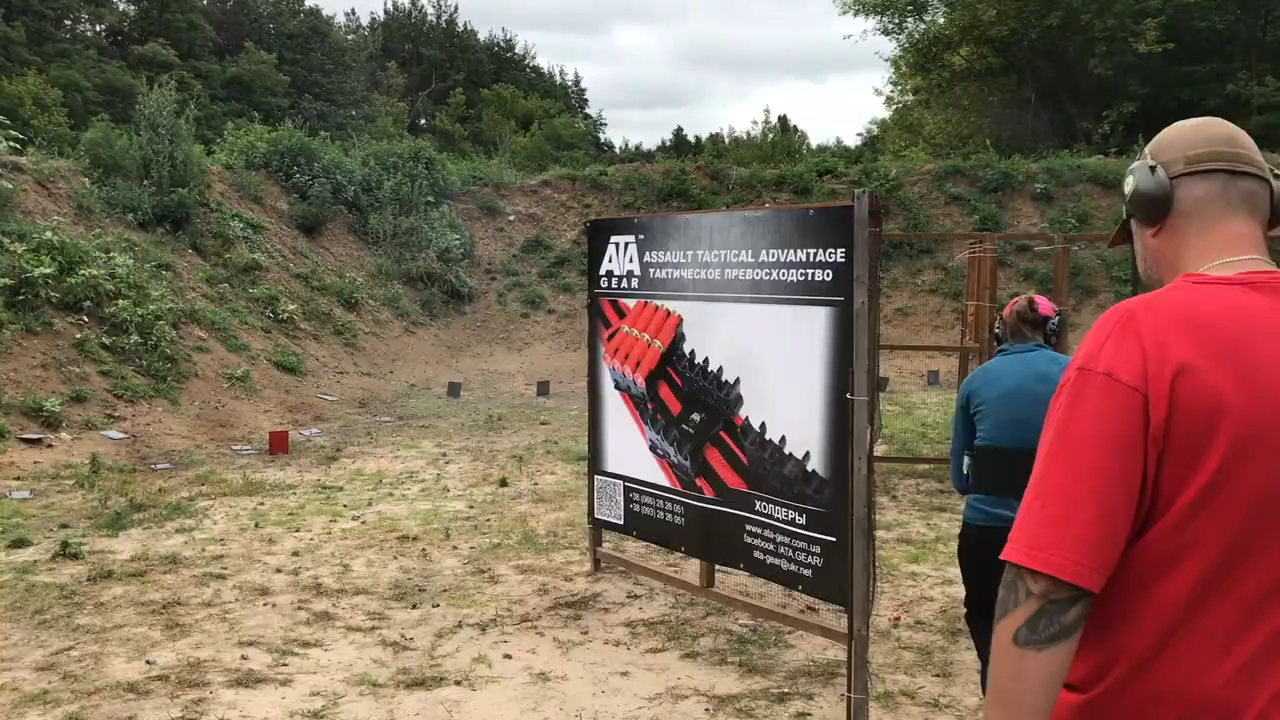 ATA™
GEAR
ASSAULT TACTICAL ADVANTAGE
ТАКТИЧЕСКОЕ ПРЕВОСХОДСТВО
+38 (066) 28 26 051
+38 (093) 28 26 051
ХОЛДЕРЫ
www.ata-gear.com.ua
facebook: /ATA.GEAR/
ata-gear@ukr.net